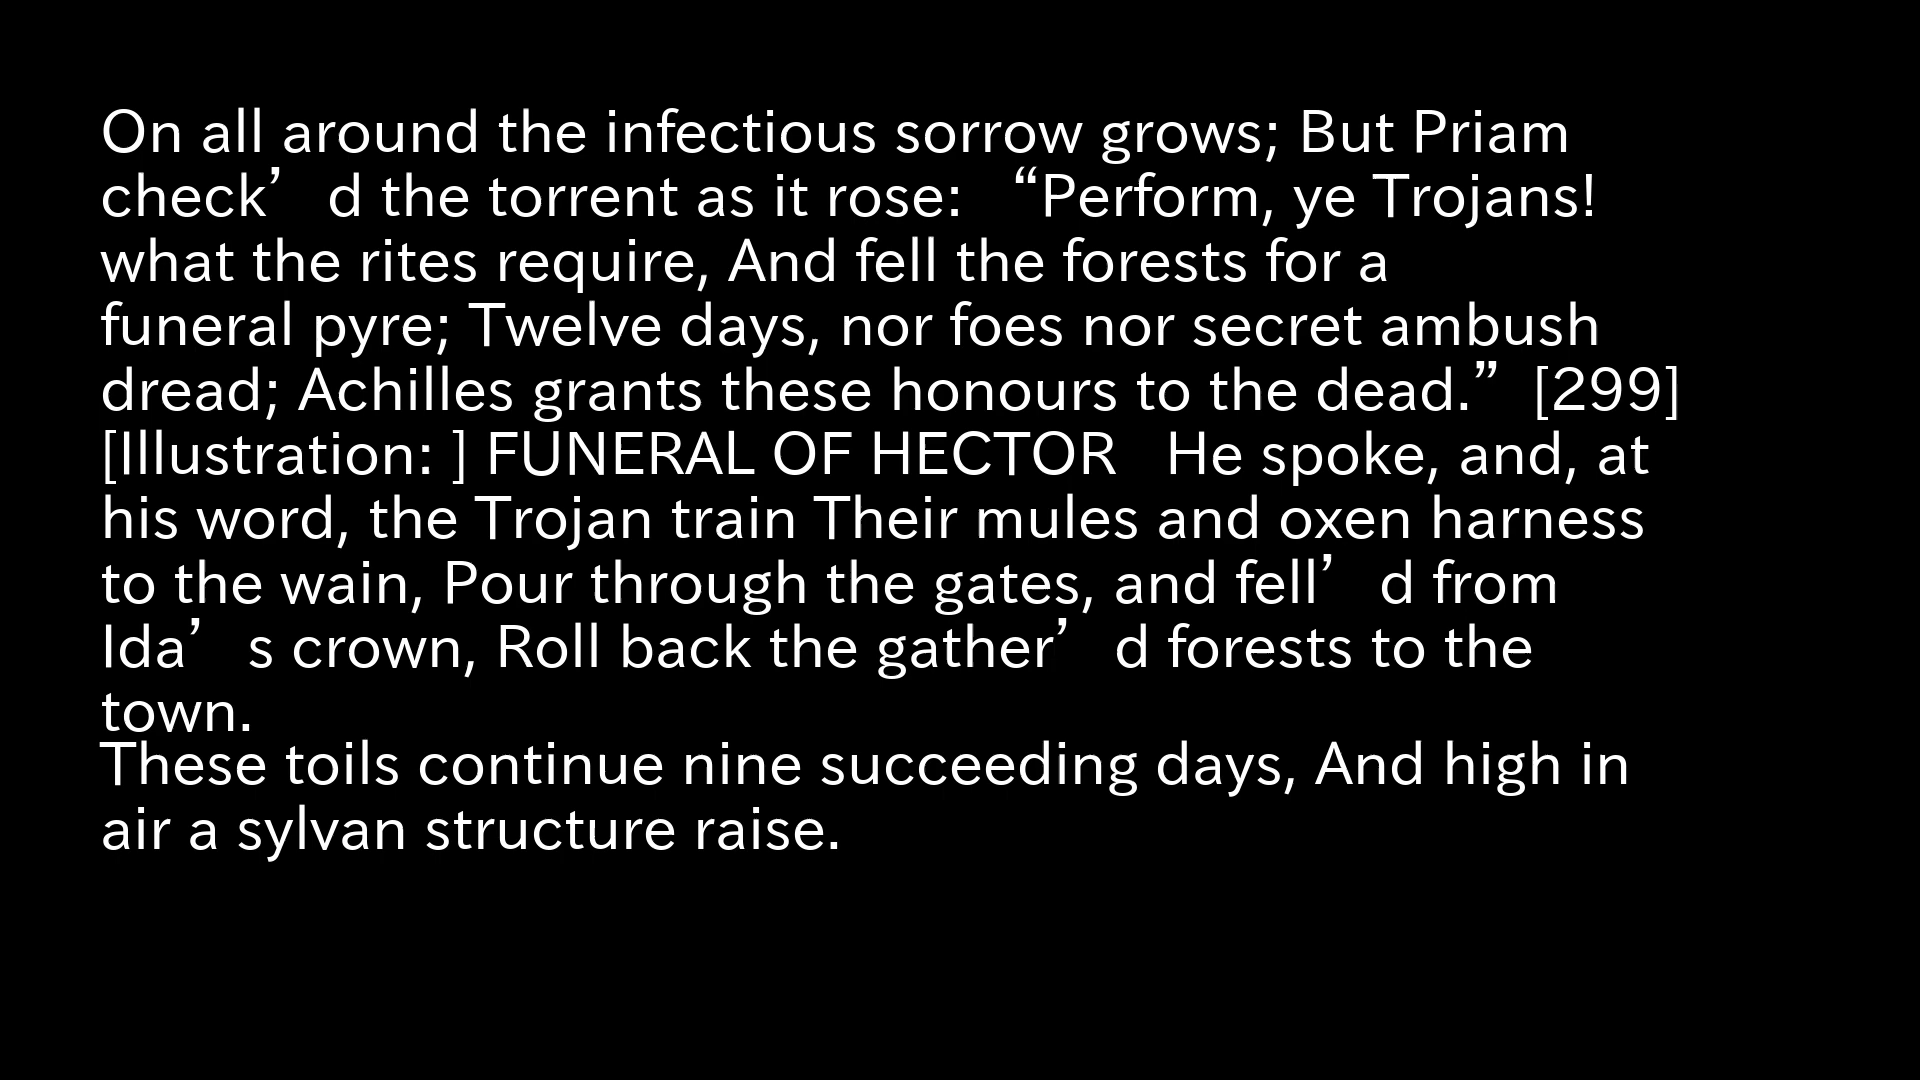 On all around the infectious sorrow grows; But Priam
check’d the torrent as it rose: “Perform, ye Trojans!
what the rites require, And fell the forests for a
funeral pyre; Twelve days, nor foes nor secret ambush
dread; Achilles grants these honours to the dead.” [299]
[Illustration: ] FUNERAL OF HECTOR He spoke, and, at
his word, the Trojan train Their mules and oxen harness
to the wain, Pour through the gates, and fell’d from
Ida’s crown, Roll back the gather’d forests to the
town.
These toils continue nine succeeding days, And high in
air a sylvan structure raise.